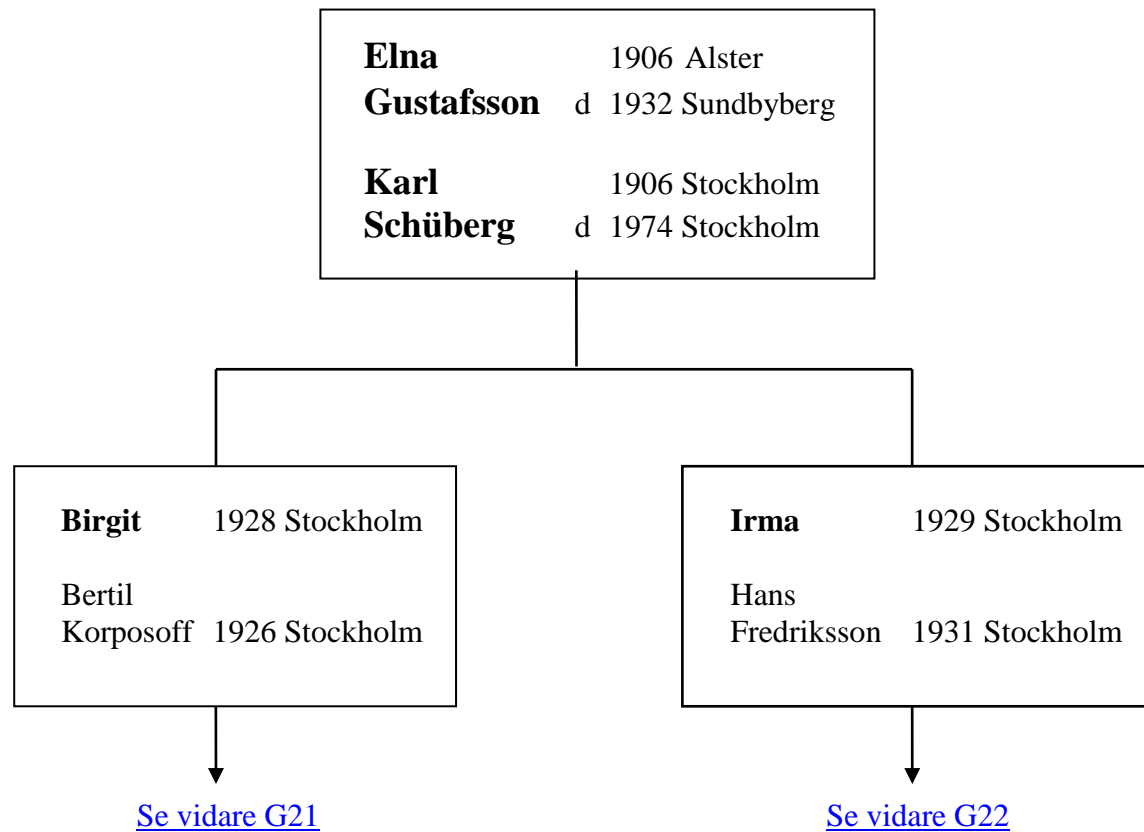 Elna 1906 Alster
Gustafsson d 1932 Sundbyberg
Karl 1906 Stockholm
Schüberg d 1974 Stockholm
Birgit 1928 Stockholm
Bertil
Korposoff 1926 Stockholm
Irma 1929 Stockholm
Hans
Fredriksson 1931 Stockholm
Se vidare G21
Se vidare G22